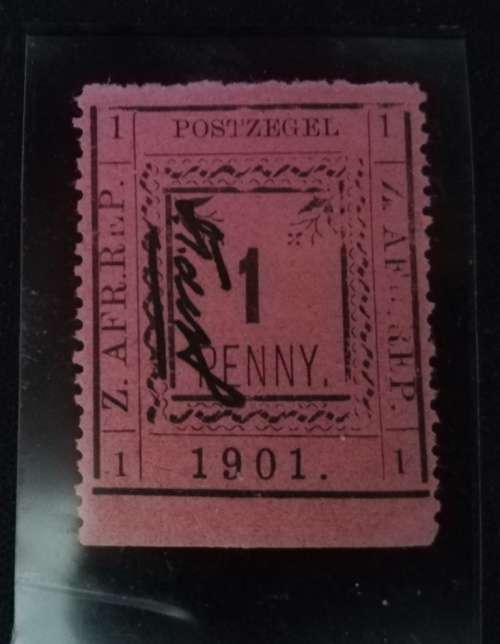 1 POSTZEGEL 1
Z. AFR. REP.
1
PENNY.
Z. AFR. REP.
1 1901. 1